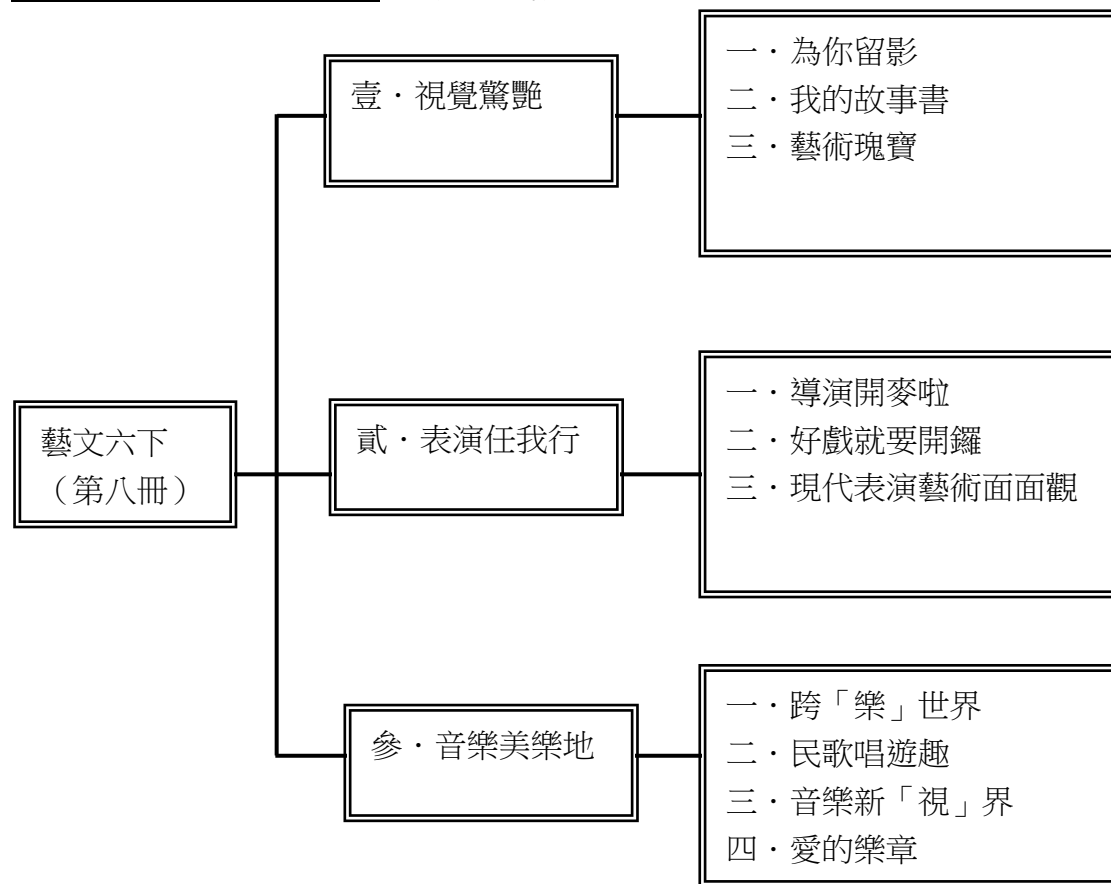 壹．視覺驚艷
一．為你留影
二．我的故事書
三．藝術瑰寶
藝文六下
（第八冊）
貳．表演任我行
一．導演開麥啦
二．好戲就要開鑼
三．現代表演藝術面面觀
參．音樂美樂地
一．跨「樂」世界
二．民歌唱遊趣
三．音樂新「視」界
四．愛的樂章